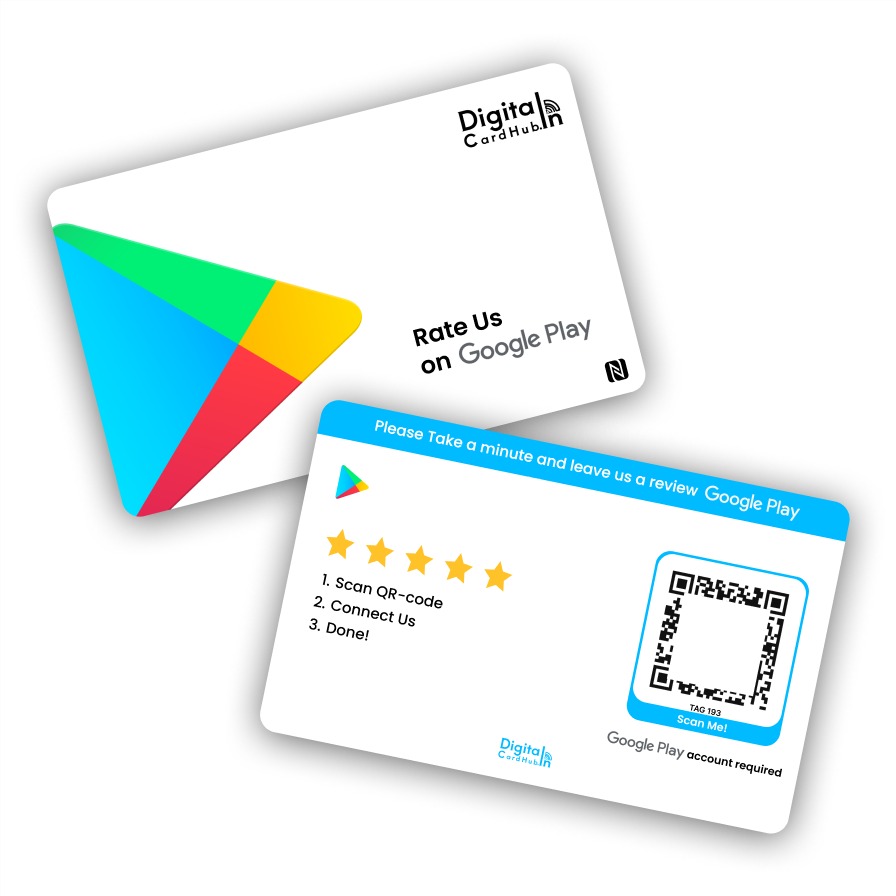 Digital In
CardHub.
Rate Us
on Google Play
Please Take a minute and leave us a review Google Play
1. Scan QR-code
2. Connect Us
3. Done!
TAG 193
Scan Me!
Google Play account required
Digital In
CardHub.